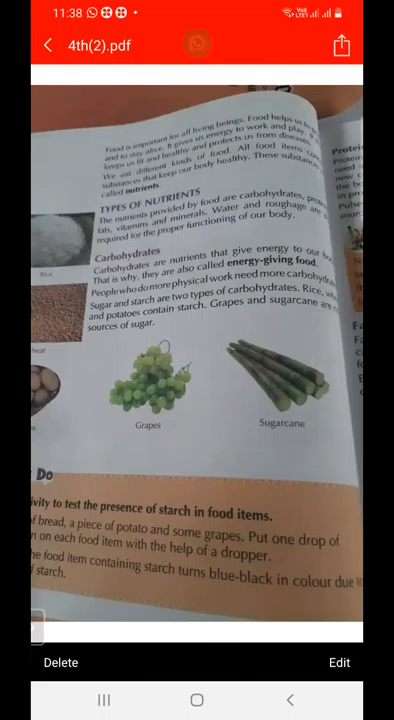 11:38
4th(2).pdf
Food is important for all living beings. Food helps us to
and to stay alive. It gives us energy to work and play. It
keeps us fit and healthy and protects us from diseases.
We eat different kinds of food. All food items
substances that keep our body healthy. These
called nutrients.
TYPES OF NUTRIENTS
The nutrients provided by food are carbohydrates,
fats, vitamins and minerals. Water and roughage are
required for the proper functioning of our body.
Carbohydrates
Carbohydrates are nutrients that give energy to our
That is why, they are also called energy-giving food.
People who do more physical work need more
Sugar and starch are two types of carbohydrates. Rice,
and potatoes contain starch. Grapes and sugarcane are
sources of sugar.
Rice
Grapes
Sugarcane
Do
ivity to test the presence of starch in food items.
of bread, a piece of potato and some grapes. Put one drop of
n on each food item with the help of a dropper.
he food item containing starch turns blue-black in colour due
starch.
Delete
Edit